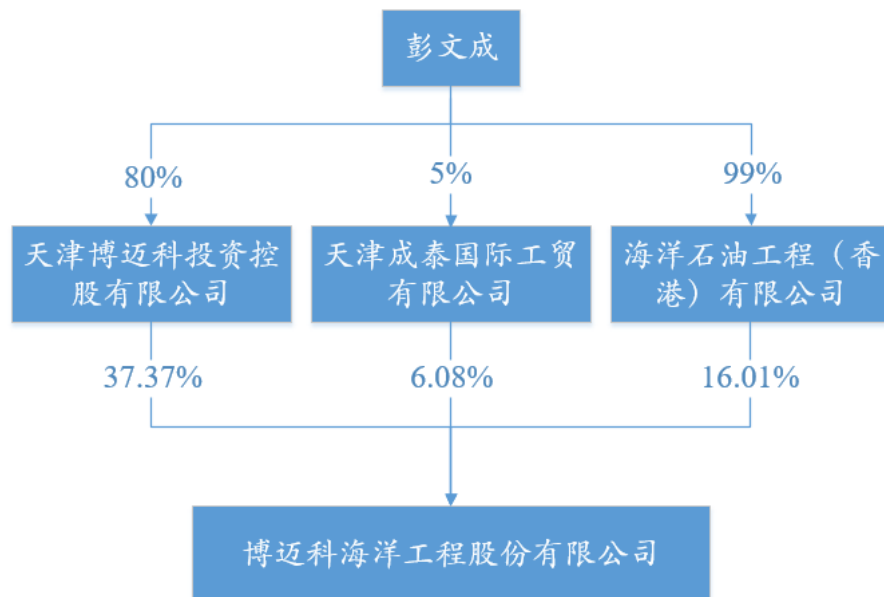 彭文成
80%
5%
99%
天津博迈科投资控
股有限公司
天津成泰国际工贸
有限公司
海洋石油工程（香
港）有限公司
37.37%
6.08%
16.01%
博迈科海洋工程股份有限公司